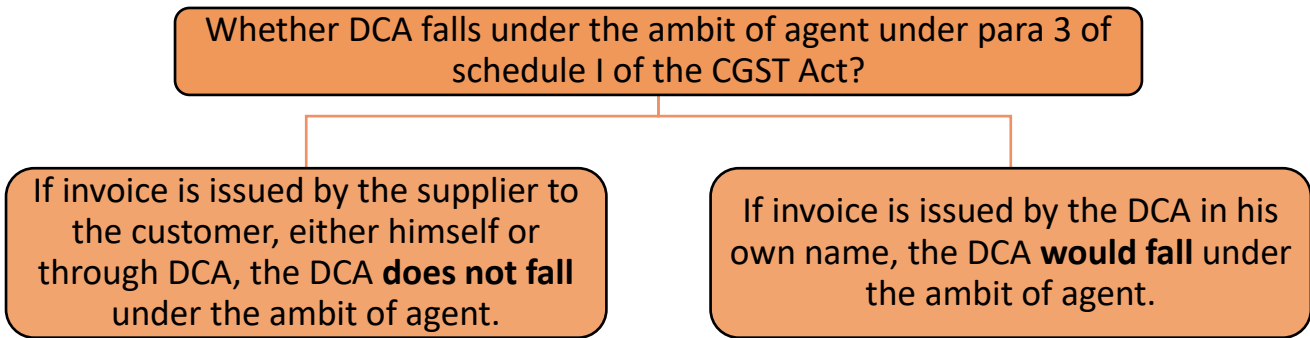 Whether DCA falls under the ambit of agent under para 3 of
schedule I of the CGST Act?
If invoice is issued by the supplier to
the customer, either himself or
through DCA, the DCA does not fall
under the ambit of agent.
If invoice is issued by the DCA in his
own name, the DCA would fall under
the ambit of agent.